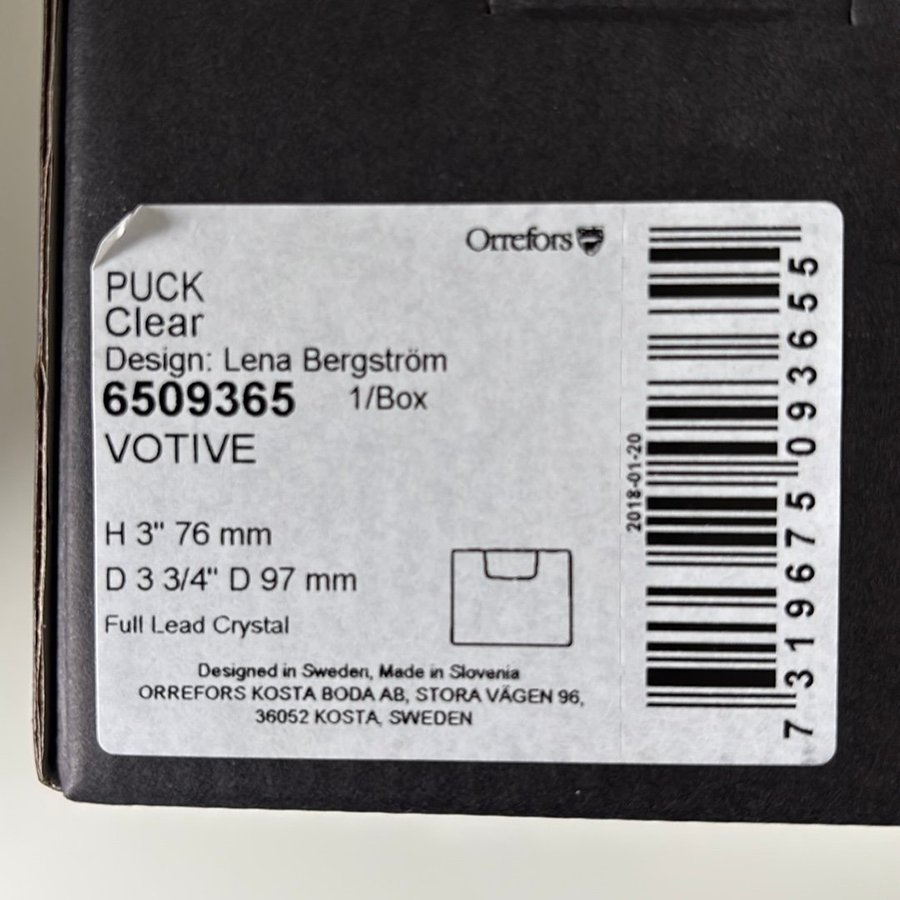 Orrefors
PUCK
Clear
Design: Lena Bergström
6509365 1/Box
VOTIVE
H 3" 76 mm
D 3 3/4" D 97 mm
Full Lead Crystal
Designed in Sweden, Made in Slovenia
ORREFORS KOSTA BODA AB, STORA VÄGEN 96,
36052 KOSTA, SWEDEN
2018-01-20
7 319675 093655